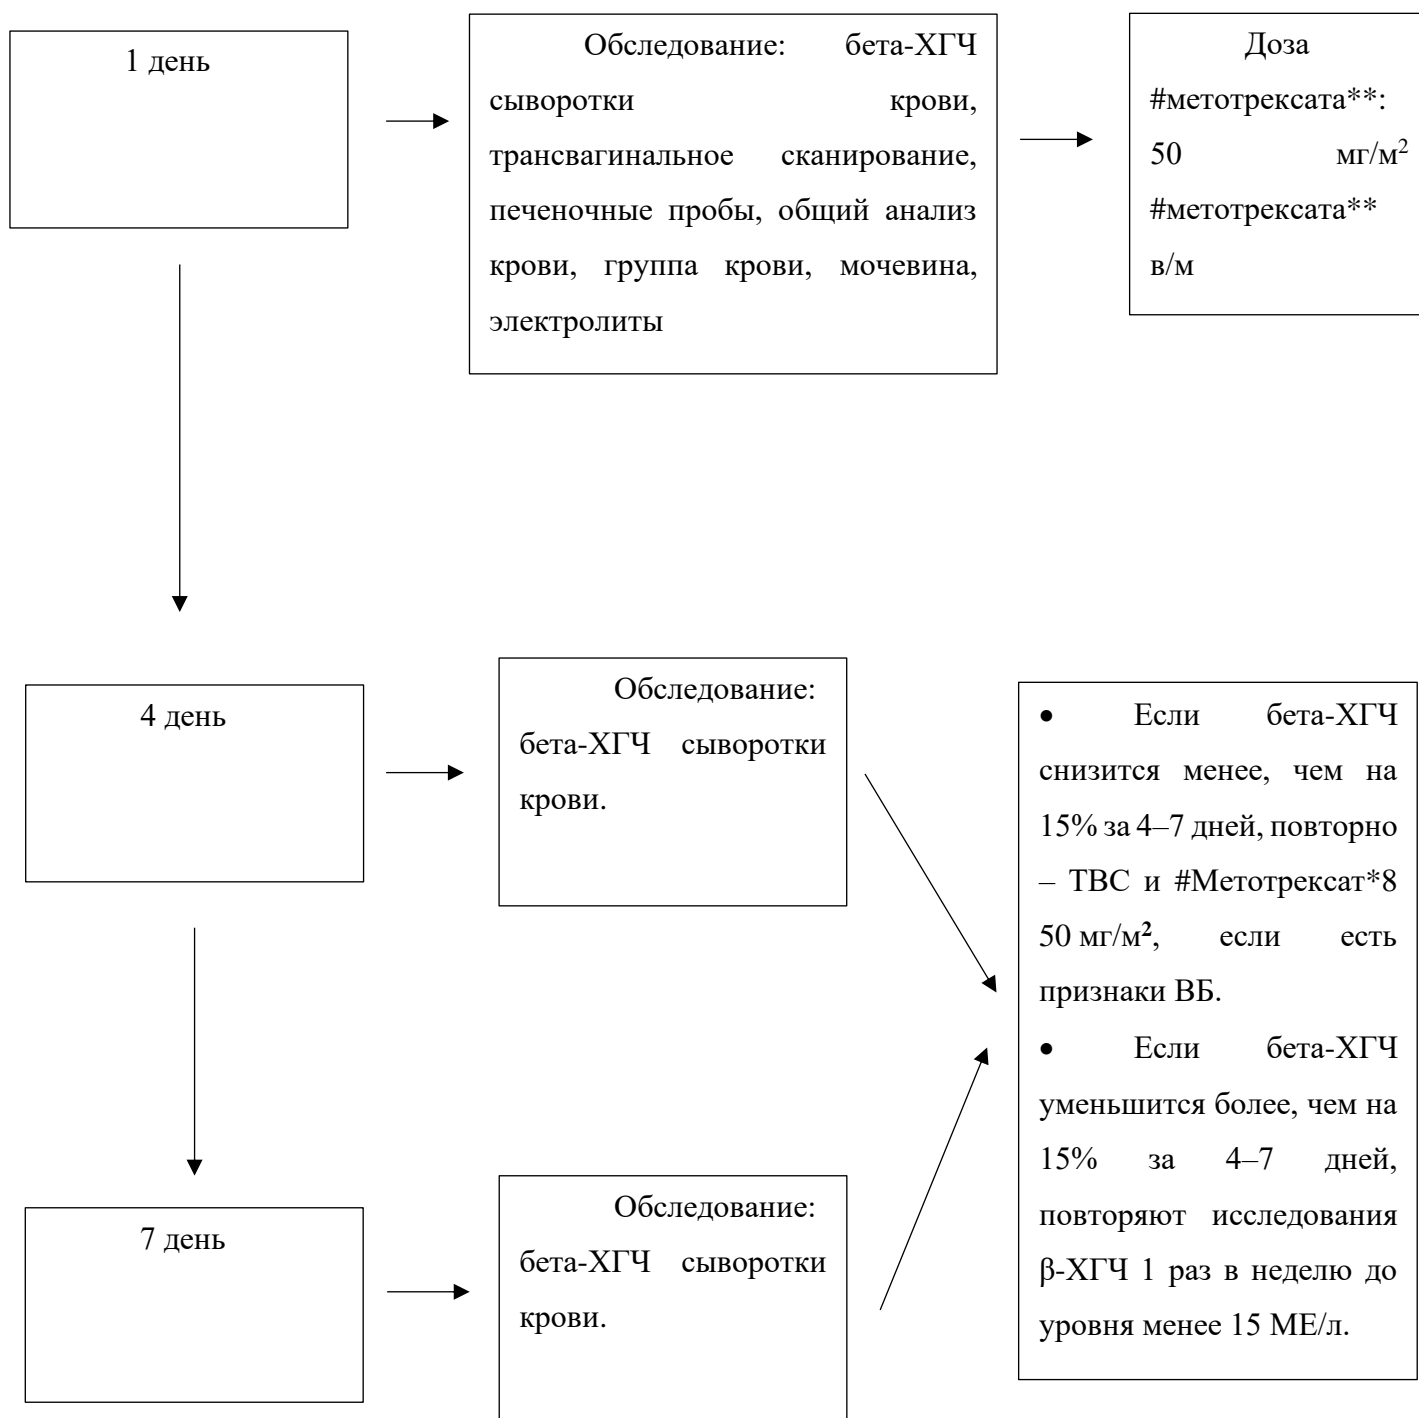 1 день
Обследование: бета-ХГЧ
сыворотки крови,
трансвагинальное сканирование,
печеночные пробы, общий анализ
крови, группа крови, мочевина,
электролиты
Доза
#метотрексата**:
50 мг/м²
#метотрексата**
в/м
4 день
Обследование:
бета-ХГЧ сыворотки
крови.
• Если бета-ХГЧ
снизится менее, чем на
15% за 4–7 дней, повторно
– ТВС и #Метотрексат*8
50 мг/м², если есть
признаки ВБ.
• Если бета-ХГЧ
уменьшится более, чем на
15% за 4–7 дней,
повторяют исследования
β-ХГЧ 1 раз в неделю до
уровня менее 15 МЕ/л.
7 день
Обследование:
бета-ХГЧ сыворотки
крови.